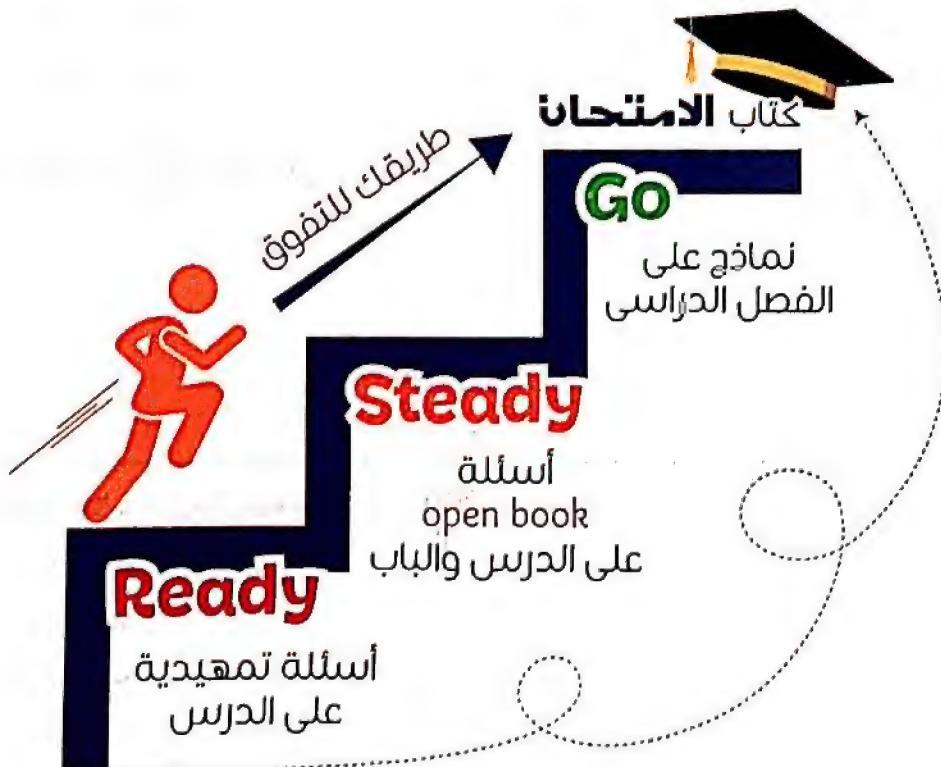 كتاب الامتحان
طريقك للتفوق
Go
نماذج على
الفصل الدراسى
Steady
أسئلة
open book
على الدرس والباب
Ready
أسئلة تمهيدية
على الدرس